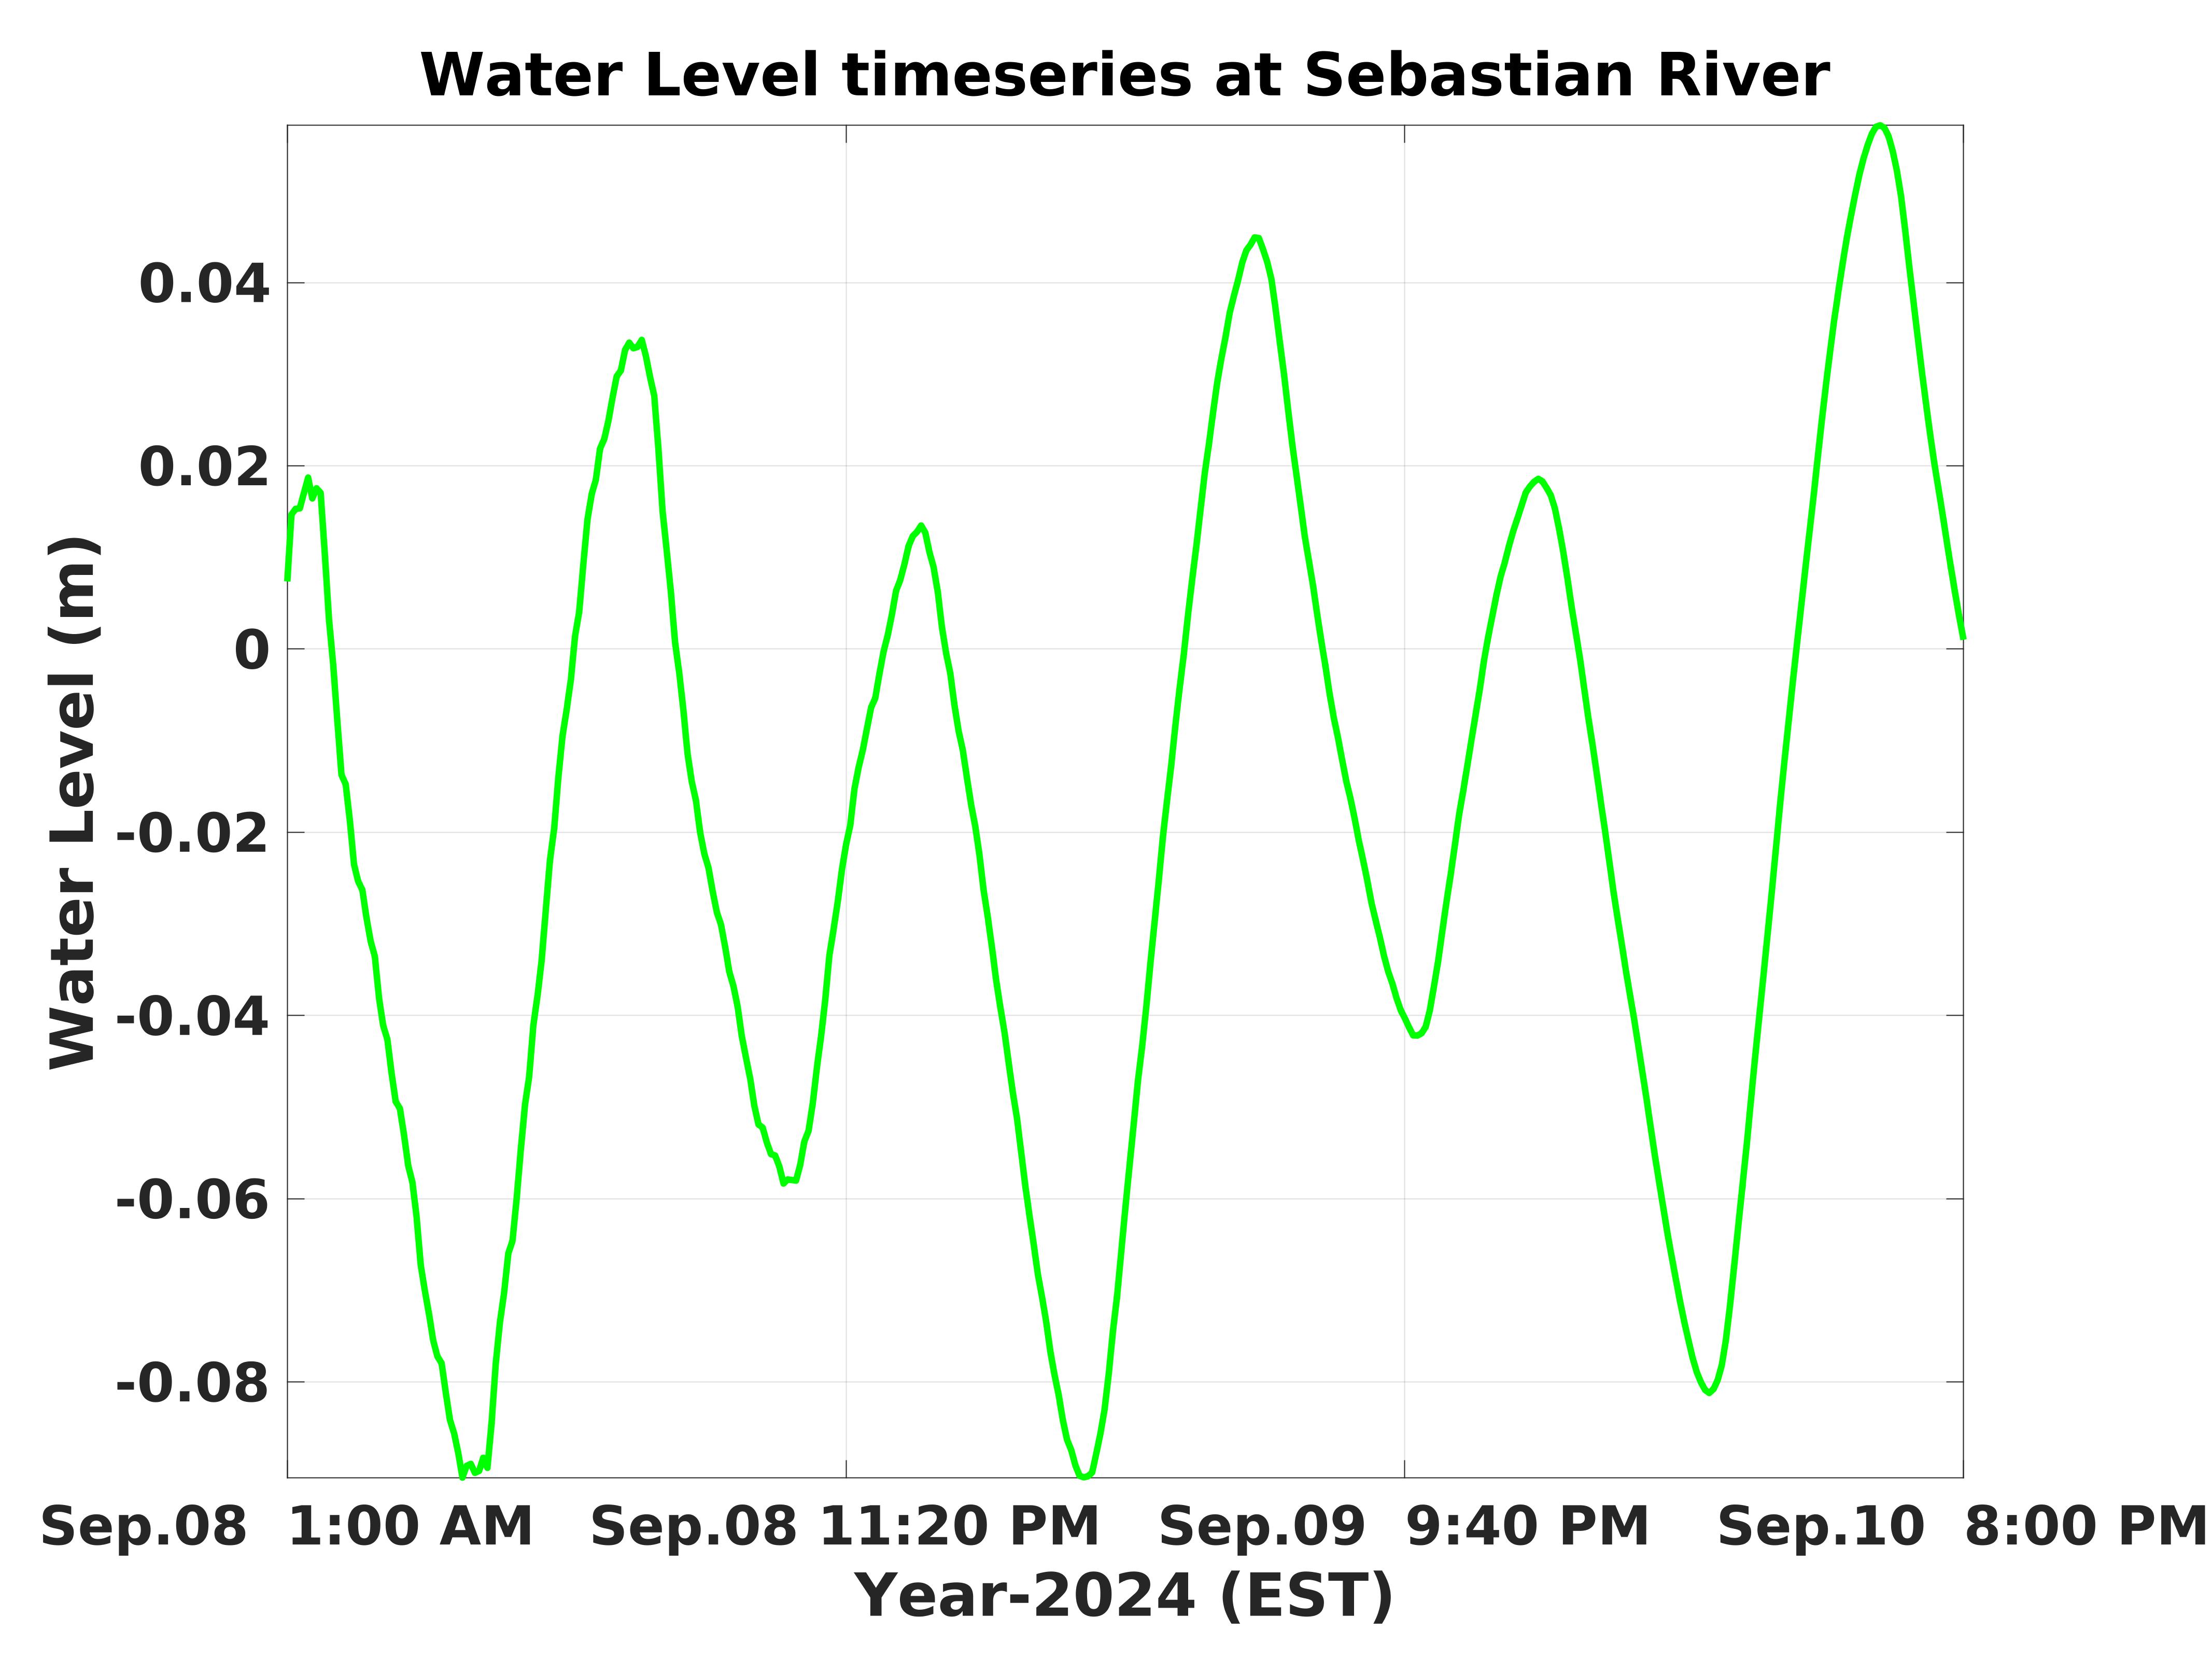 Water Level timeseries at Sebastian River
Water Level (m)
0.04
0.02
0
-0.02
-0.04
-0.06
-0.08
Sep.08 1:00 AM Sep.08 11:20 PM Sep.09 9:40 PM Sep.10 8:00 PM
Year-2024 (EST)